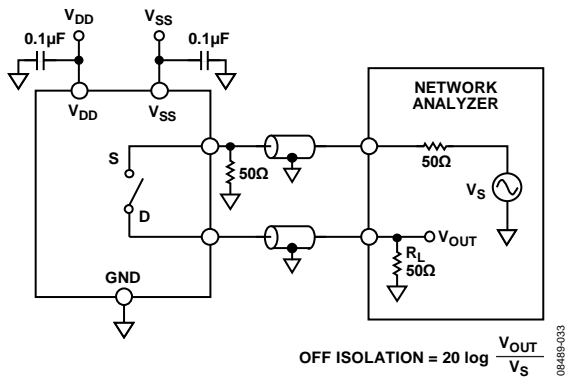 VDD
VSS
0.1µF
0.1µF
VDD
VSS
NETWORK
ANALYZER
S
50Ω
50Ω
VS
D
VOUT
RL
50Ω
GND
OFF ISOLATION = 20 log VOUT
VS
08489-033